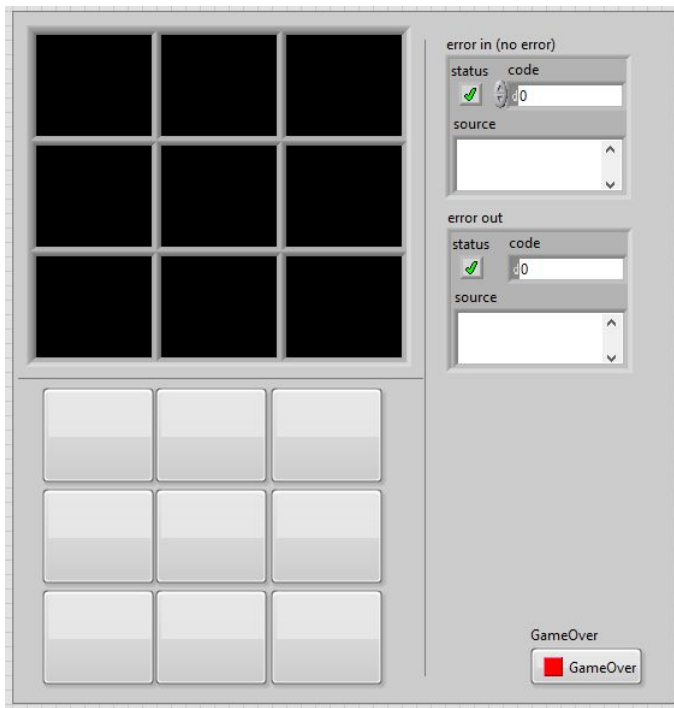 error in (no error)
status code
d 0
source
error out
status code
d 0
source
GameOver
GameOver